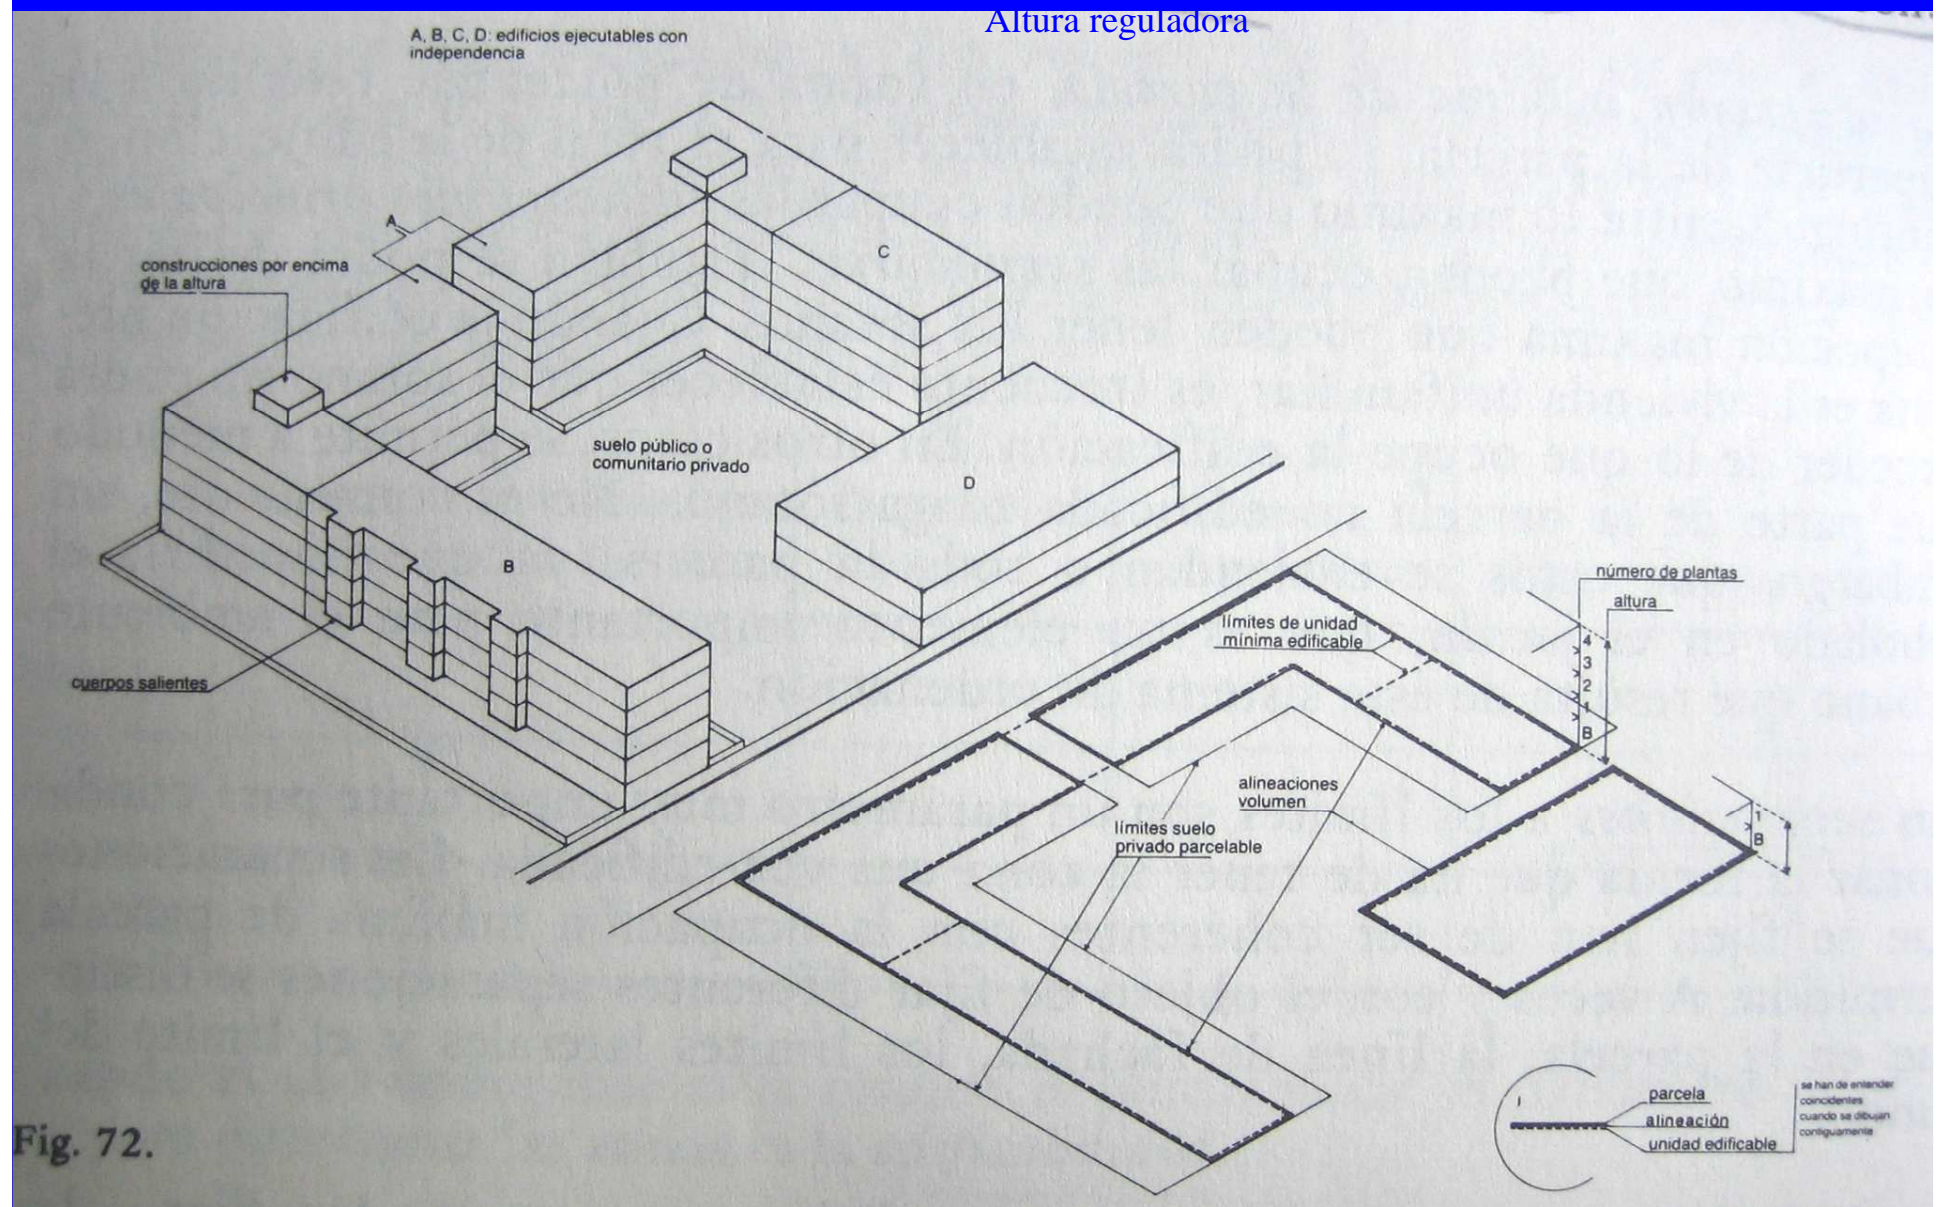 Altura reguladora
A, B, C, D: edificios ejecutables con
independencia
A
C
construcciones por encima
de la altura
suelo público o
comunitario privado
D
B
cuerpos salientes
número de plantas
altura
límites de unidad
mínima edificable
4
3
2
1
B
alineaciones
volumen
límites suelo
privado parcelable
1
B
parcela
alineación
unidad edificable
se han de entender
coincidentes
cuando se dibujan
contiguamente
Fig. 72.